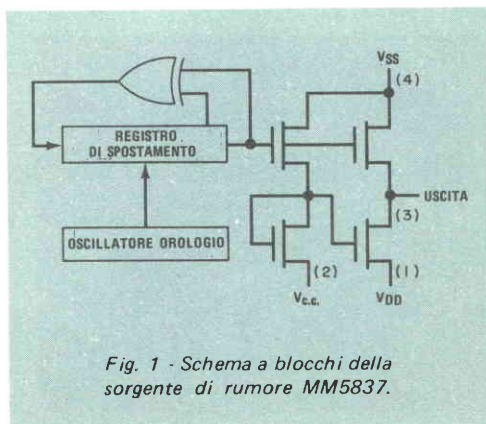 VSS
(4)
REGISTRO
DI SPOSTAMENTO
USCITA
(3)
OSCILLATORE OROLOGIO
(2)
(1)
Vc.c.
VDD
Fig. 1 - Schema a blocchi della
sorgente di rumore MM5837.